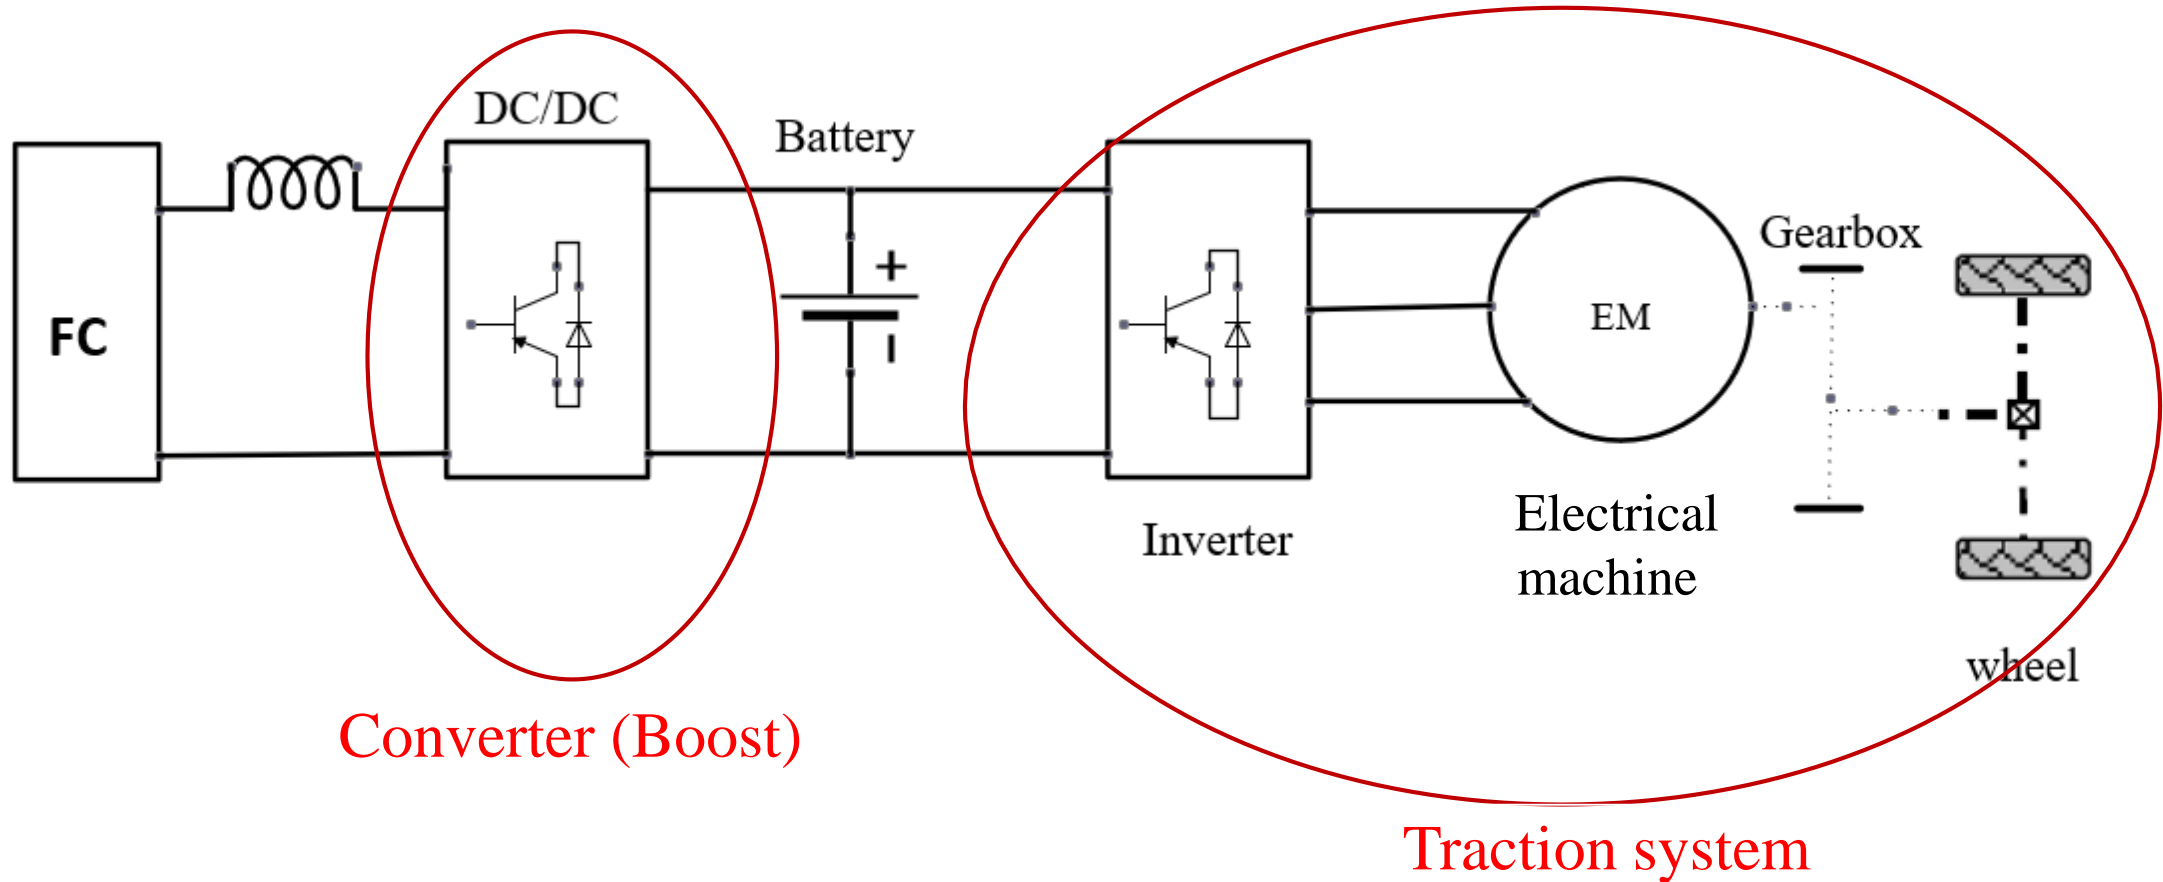 DC/DC
Battery
FC
+
-
Gearbox
EM
Electrical
machine
Inverter
wheel
Converter (Boost)
Traction system